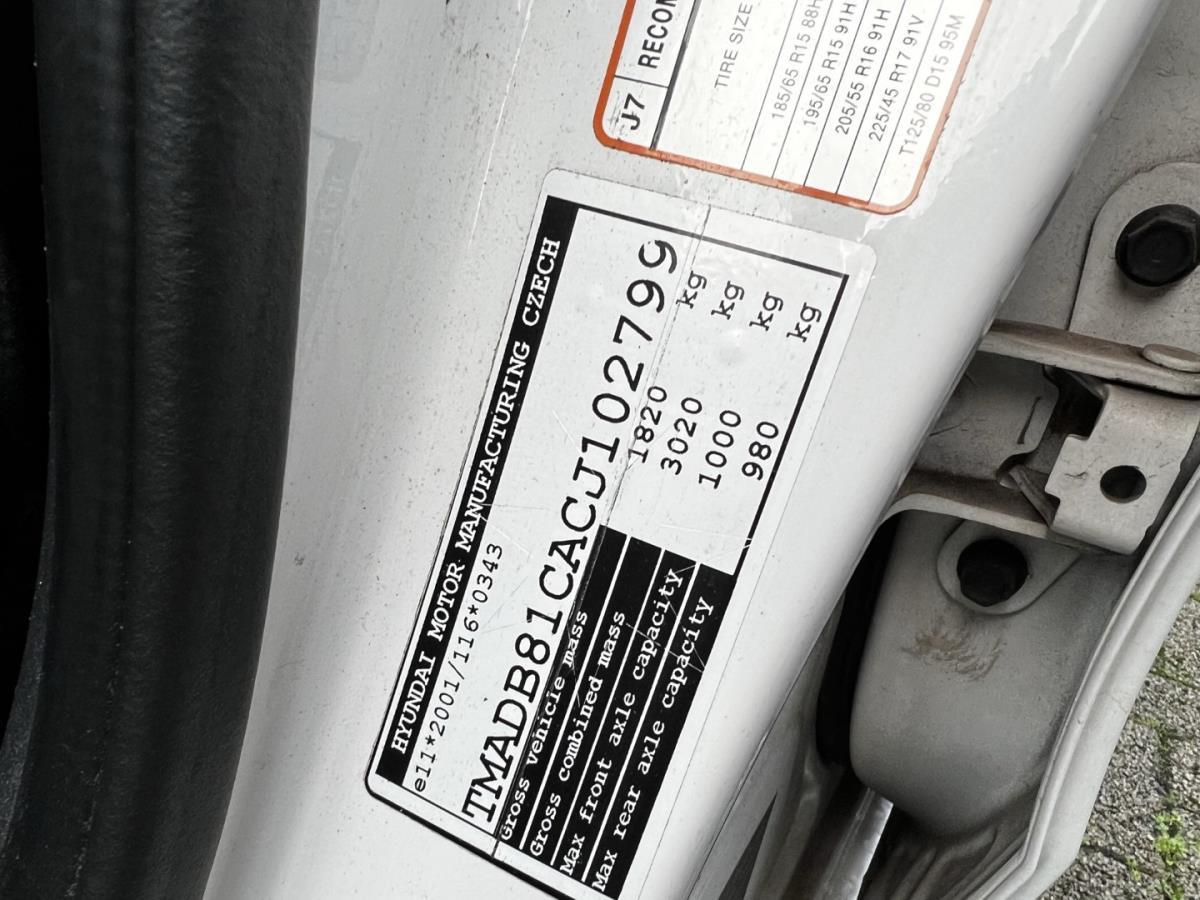 J7 RECOM
TIRE SIZE
185/65 R15 88H
195/65 R15 91H
205/55 R16 91H
225/45 R17 91V
T125/80 D15 95M
HYUNDAI MOTOR MANUFACTURING CZECH
e11*2001/116*0343
TMADB81CACJ102799
Gross vehicle mass 1820 kg
Gross combined mass 3020 kg
Max front axle capacity 1000 kg
Max rear axle capacity 980 kg